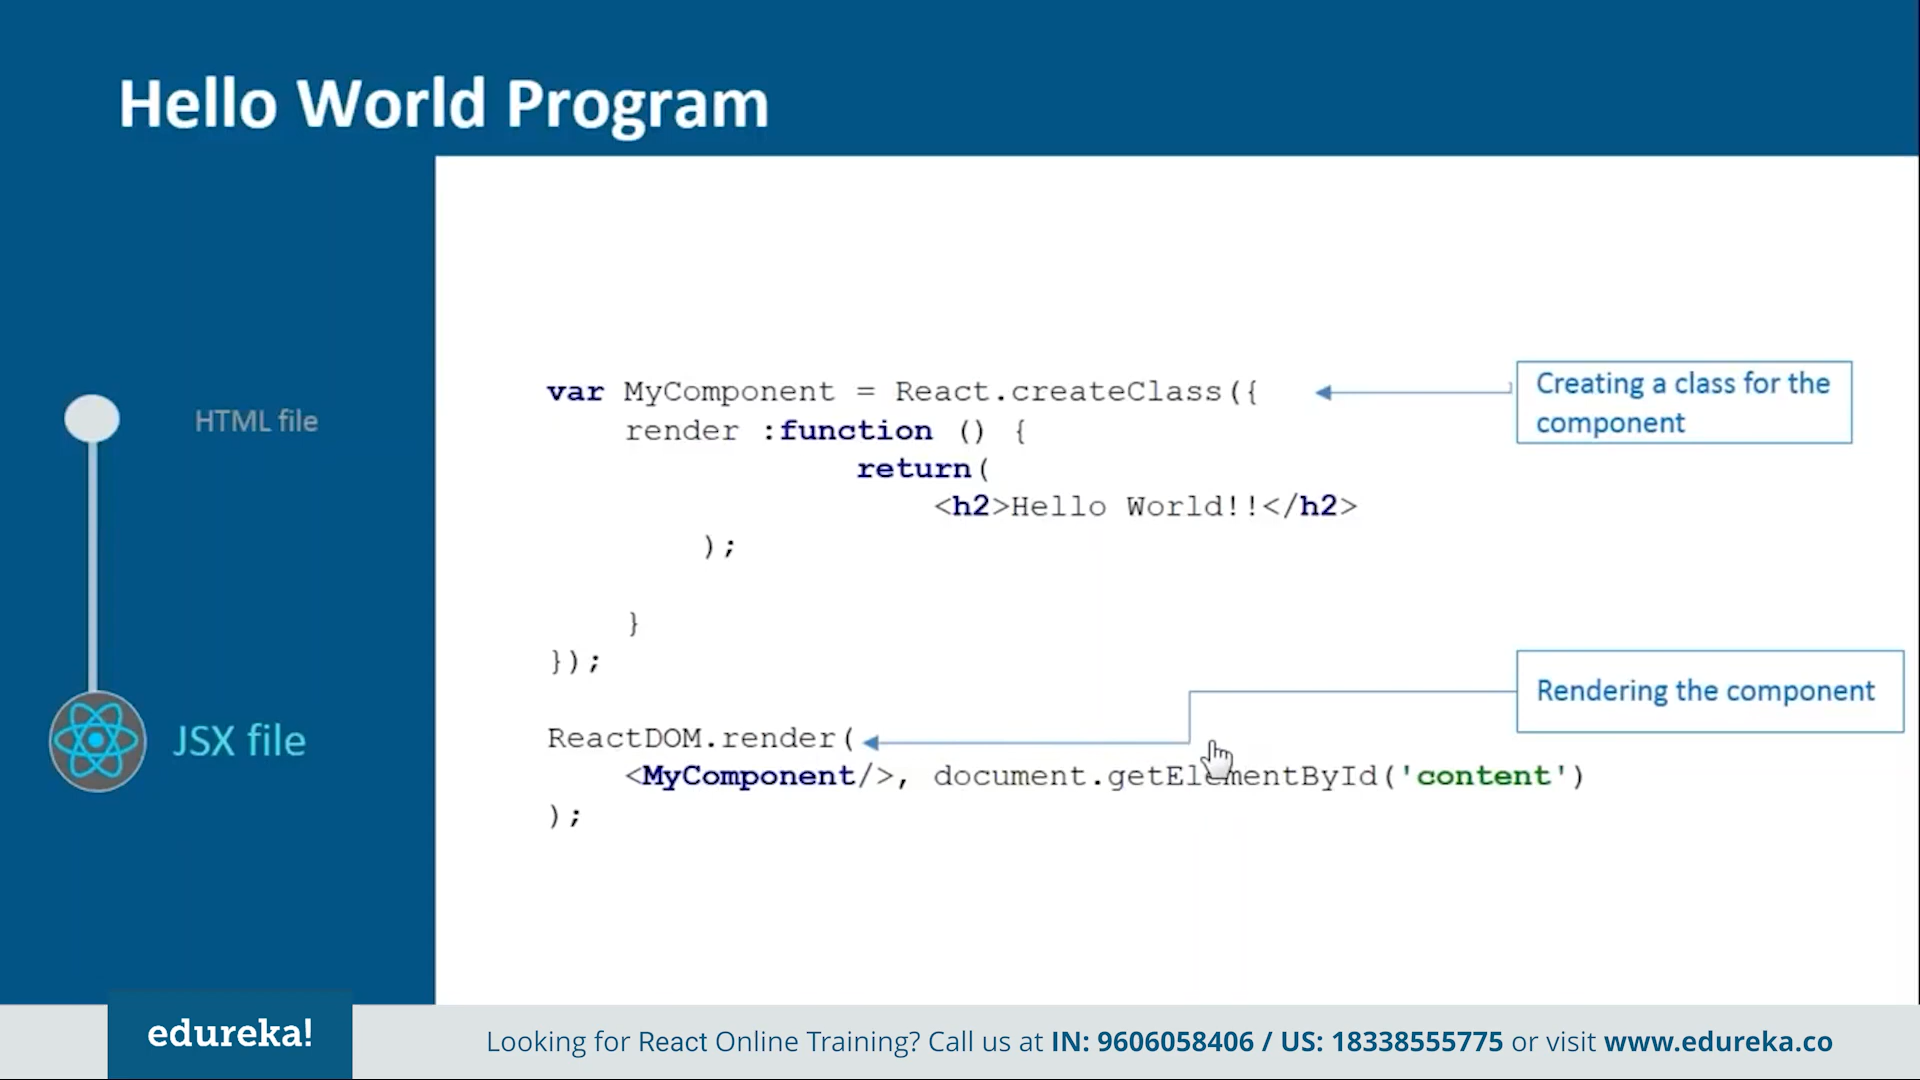 Hello World Program
HTML file
JSX file
var MyComponent = React.createClass({
render :function () {
return(
<h2>Hello World!!</h2>
);
}
});
ReactDOM.render(
<MyComponent/>, document.getElementById('content')
);
Creating a class for the
component
Rendering the component
edureka!
Looking for React Online Training? Call us at IN: 9606058406 / US: 18338555775 or visit www.edureka.co